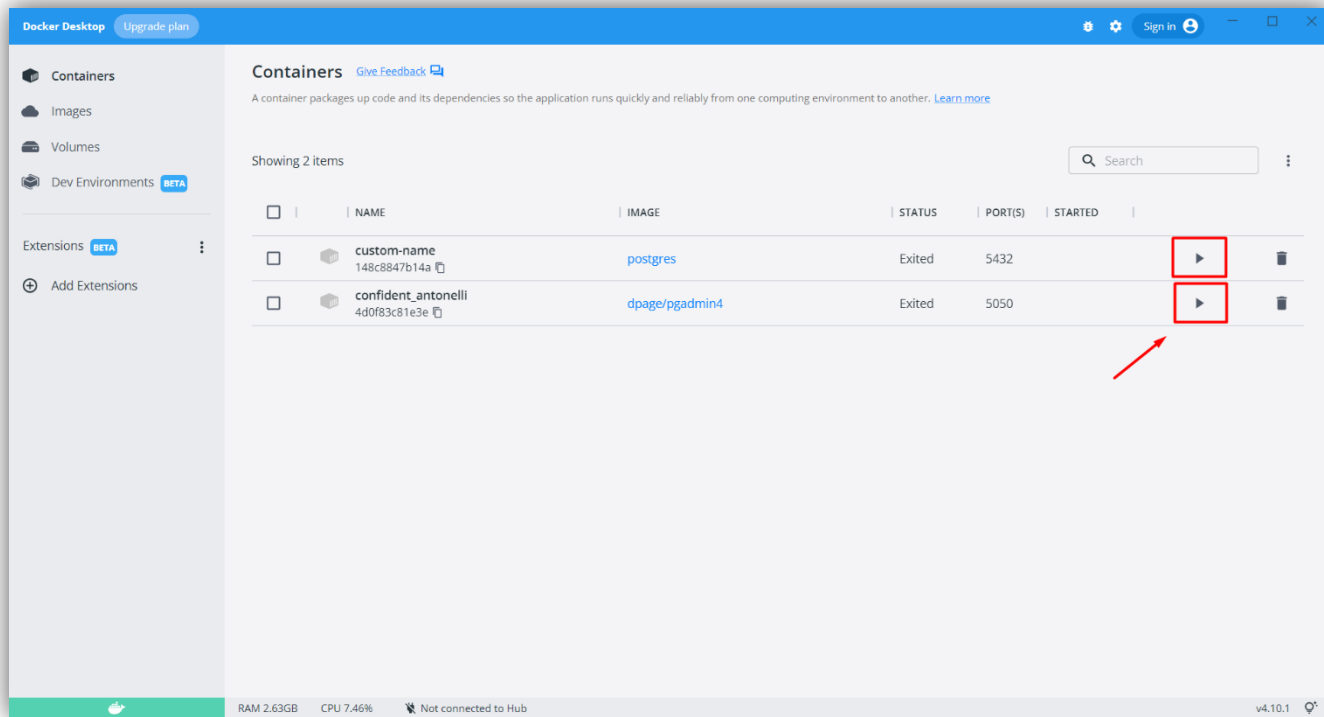 Docker Desktop Upgrade plan Sign in
Containers
Images
Volumes
Dev Environments BETA
Extensions BETA
Add Extensions
Containers Give Feedback
A container packages up code and its dependencies so the application runs quickly and reliably from one computing environment to another. Learn more
Showing 2 items Search
NAME IMAGE STATUS PORT(S) STARTED
custom-name
148c8847b14a postgres Exited 5432
confident_antonelli
4d0f83c81e3e dpage/pgadmin4 Exited 5050
RAM 2.63GB CPU 7.46% Not connected to Hub v4.10.1